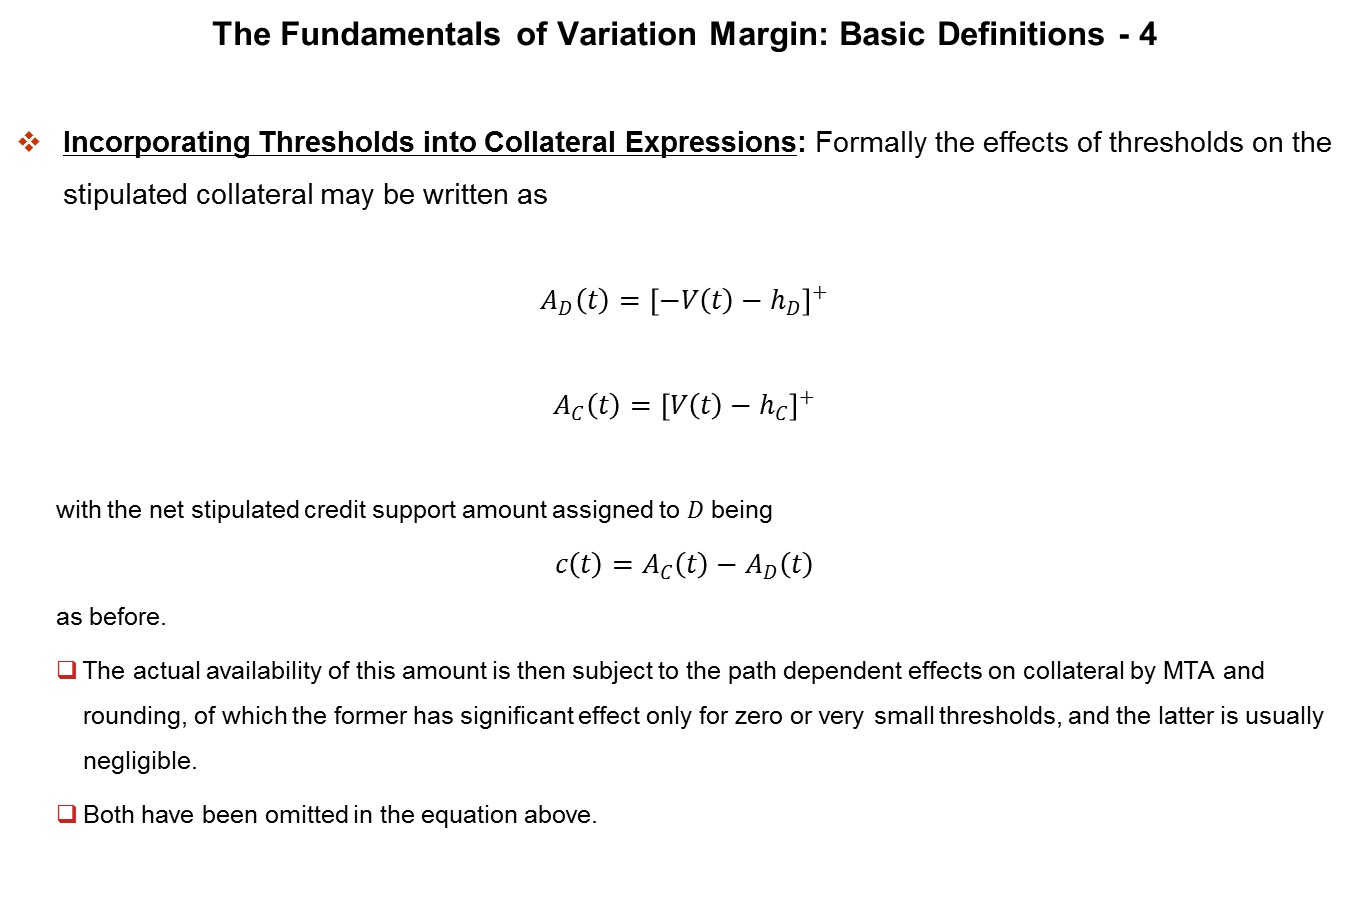 The Fundamentals of Variation Margin: Basic Definitions - 4
❖ Incorporating Thresholds into Collateral Expressions: Formally the effects of thresholds on the
stipulated collateral may be written as
A_D(t) = [−V(t) − h_D]^+
A_C(t) = [V(t) − h_C]^+
with the net stipulated credit support amount assigned to D being
c(t) = A_C(t) − A_D(t)
as before.
❑ The actual availability of this amount is then subject to the path dependent effects on collateral by MTA and
rounding, of which the former has significant effect only for zero or very small thresholds, and the latter is usually
negligible.
❑ Both have been omitted in the equation above.